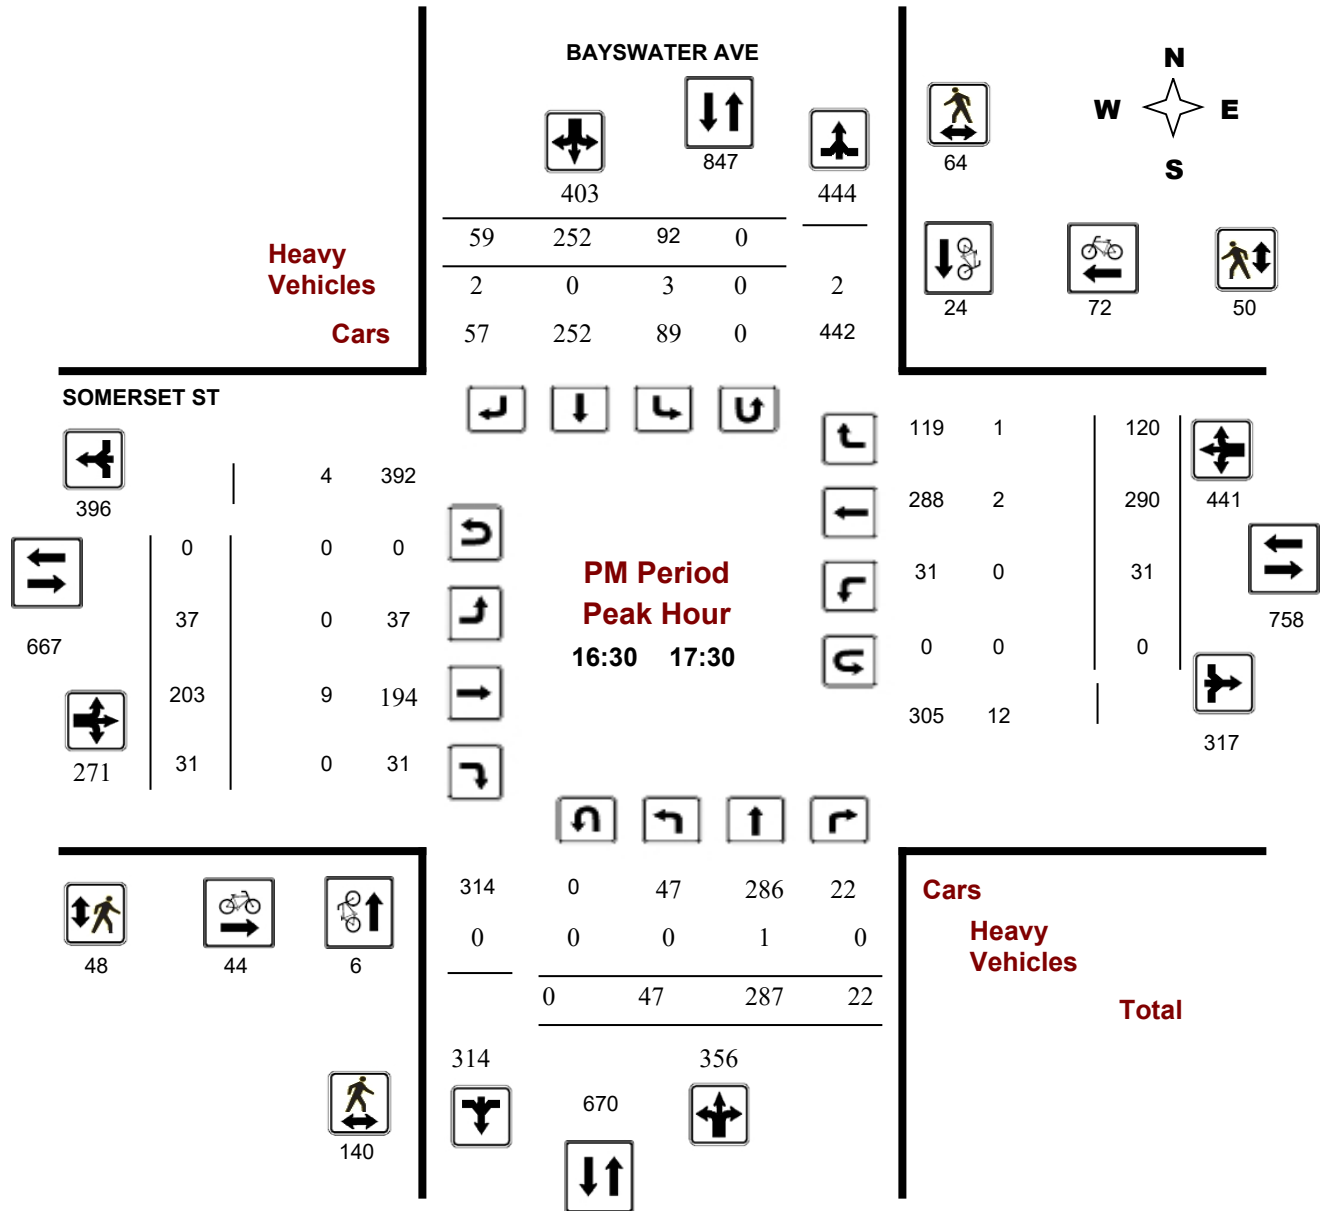 BAYSWATER AVE
N
W E
S
847
64
403 444
59 252 92 0
Heavy
Vehicles 2 0 3 0 2
Cars 57 252 89 0 442
24 72 50
SOMERSET ST
119 1 120
4 392
396
288 2 290 441
0 0 0
PM Period
31 0 31
Peak Hour
37 0 37
758
667
16:30 17:30
0 0 0
203 9 194
305 12
317
271 31 0 31
314 0 47 286 22
Cars
0 0 0 1 0
Heavy
Vehicles
48 44 6
0 47 287 22
Total
314 356
670
140